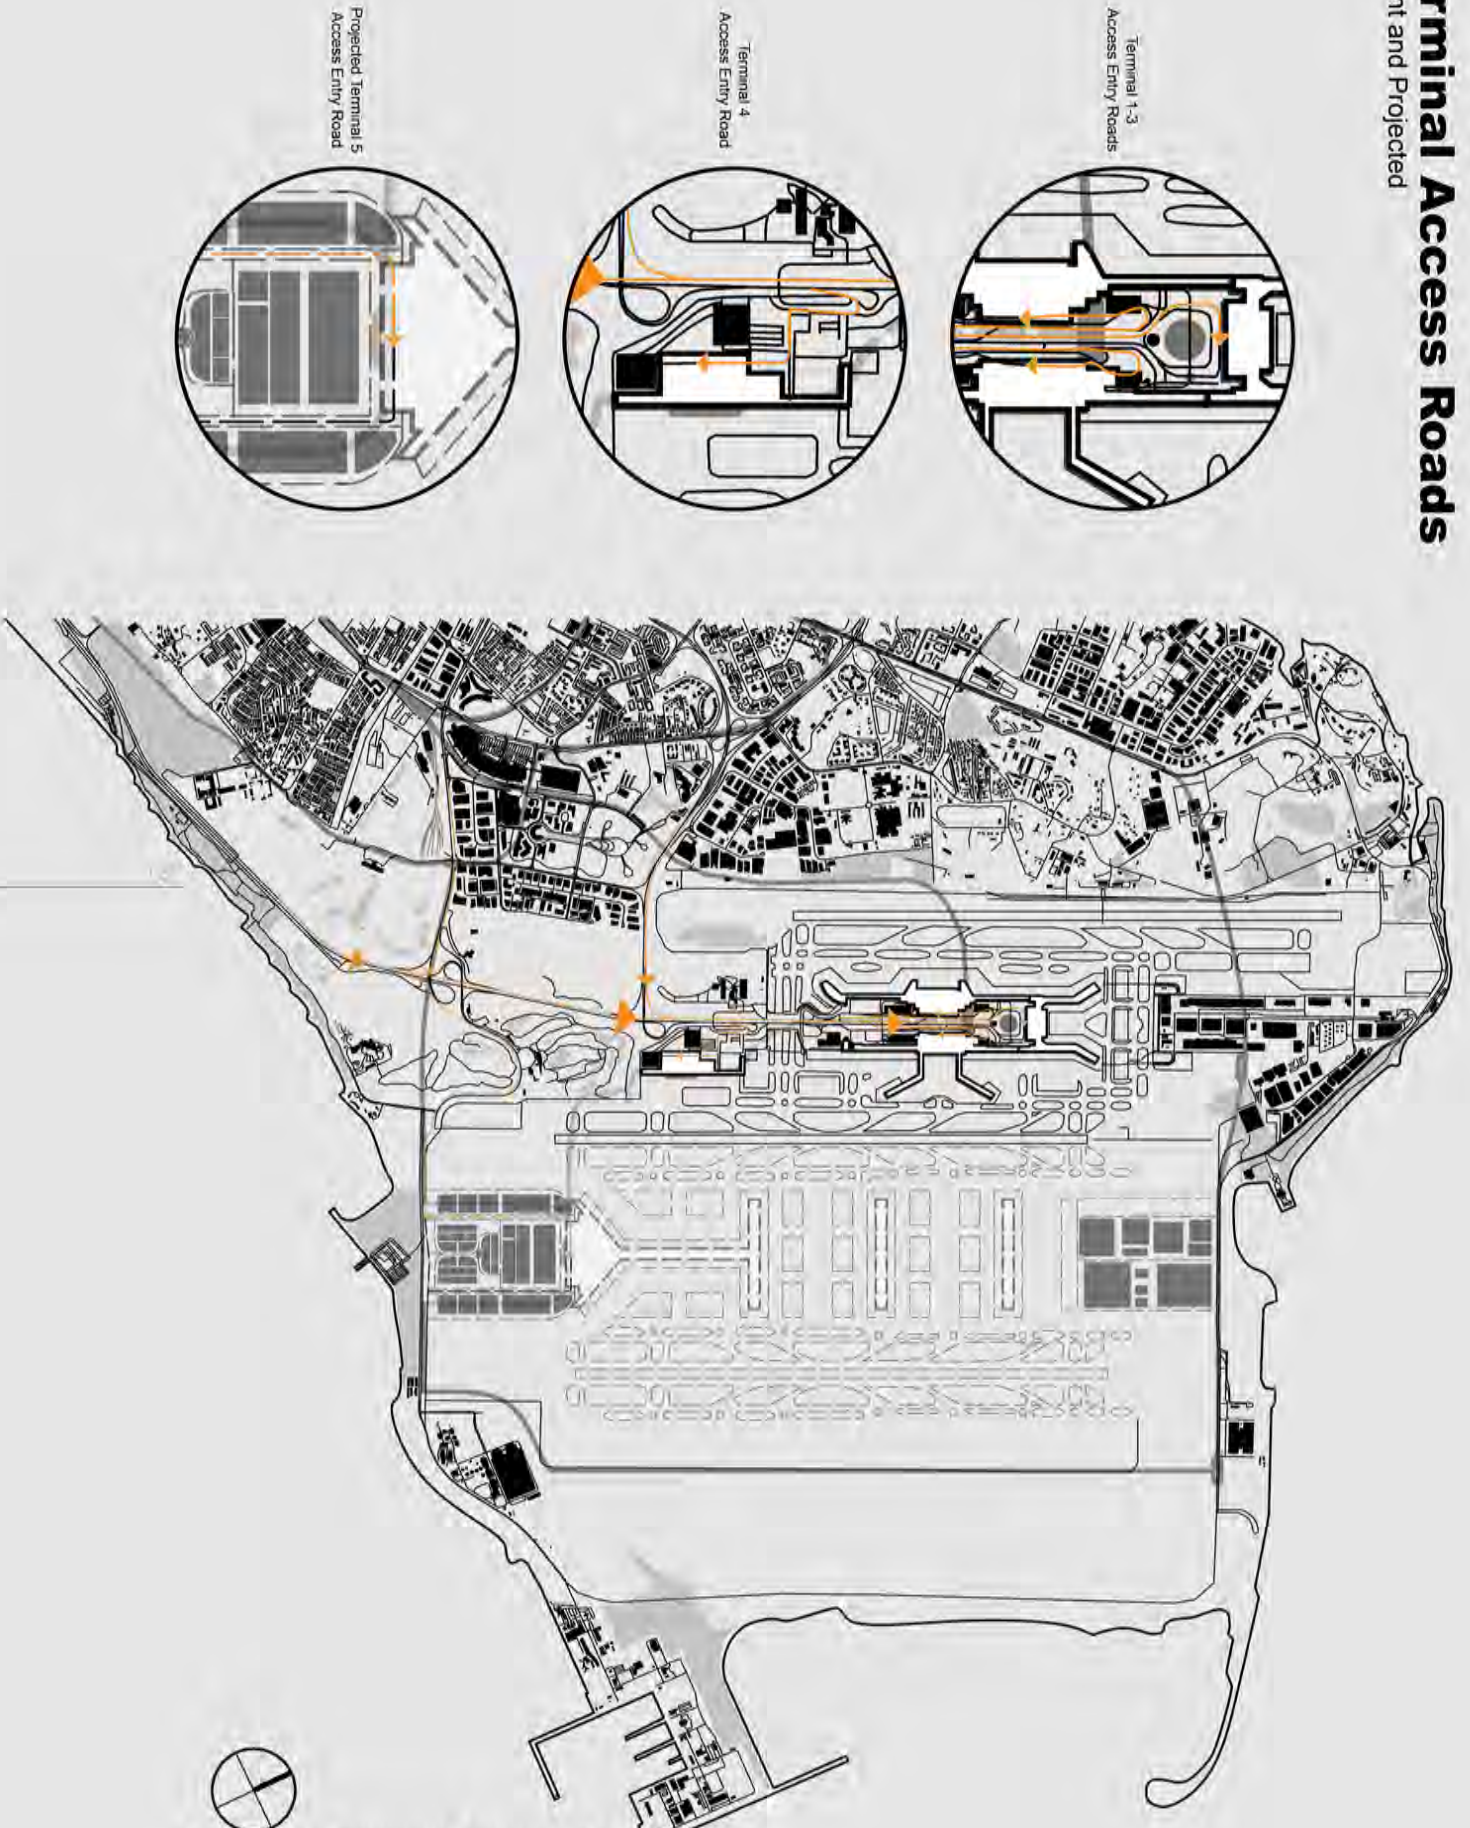 rminal Access Roads
nt and Projected
Terminal 1-3
Access Entry Roads
Terminal 4
Access Entry Road
Projected Terminal 5
Access Entry Road